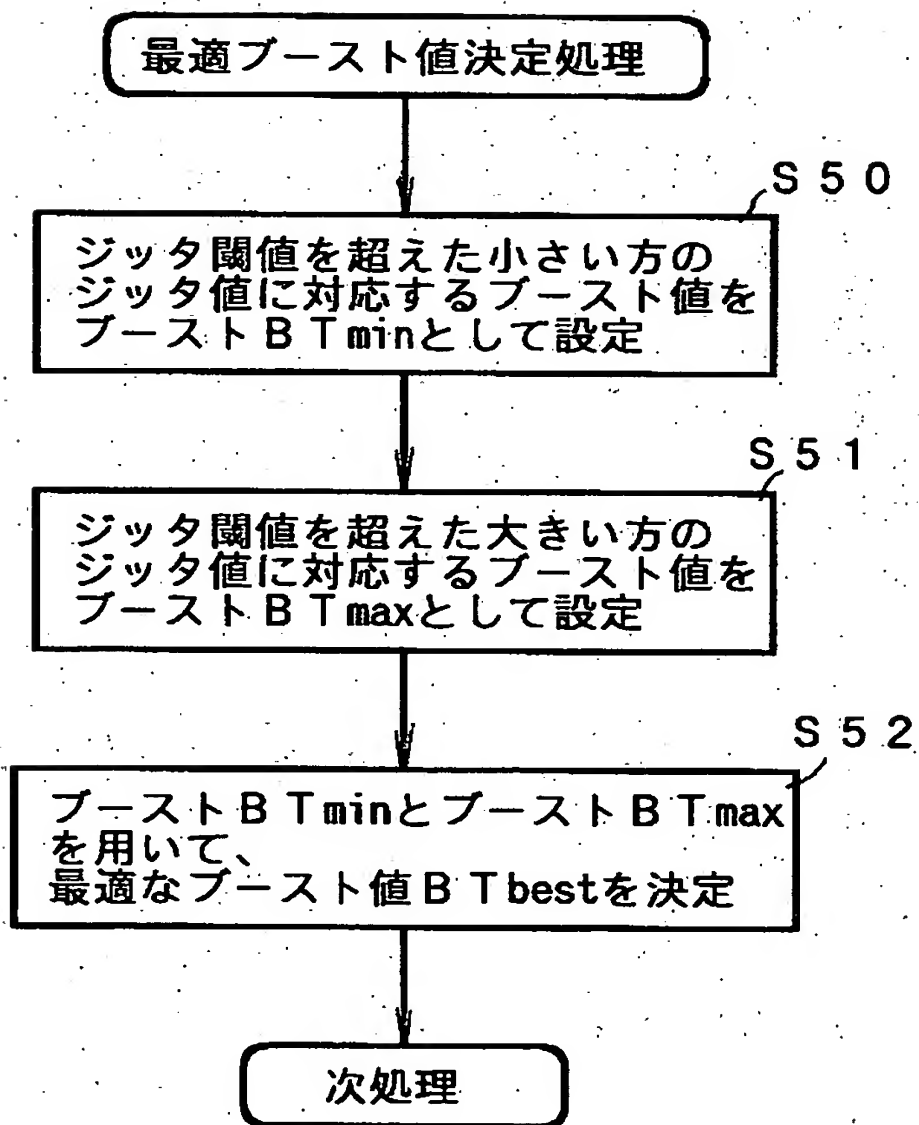 最適ブースト値決定処理
S50
ジッタ閾値を超えた小さい方の
ジッタ値に対応するブースト値を
ブーストBTminとして設定
S51
ジッタ閾値を超えた大きい方の
ジッタ値に対応するブースト値を
ブーストBTmaxとして設定
S52
ブーストBTminとブーストBTmax
を用いて、
最適なブースト値BTbestを決定
次処理